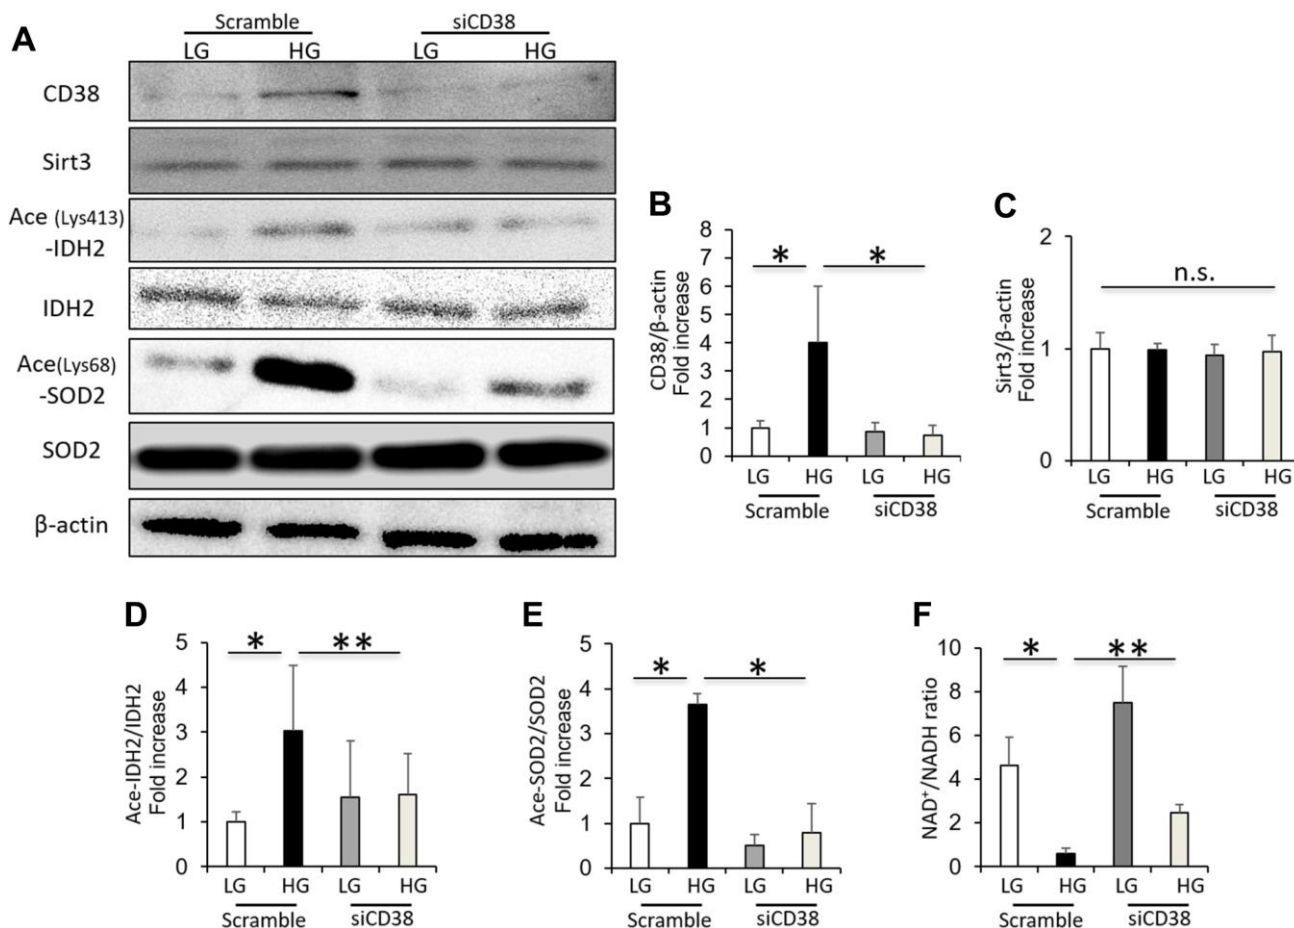 A
Scramble siCD38
LG HG LG HG
CD38
Sirt3
Ace (Lys413)
-IDH2
IDH2
Ace(Lys68)
-SOD2
SOD2
β-actin
B
CD38/β-actin
Fold increase
8
7
6
5
4
3
2
1
0
* *
LG HG LG HG
Scramble siCD38
C
Sirt3/β-actin
Fold increase
2
1
0
n.s.
LG HG LG HG
Scramble siCD38
D
Ace-IDH2/IDH2
Fold increase
5
4
3
2
1
0
* **
LG HG LG HG
Scramble siCD38
E
Ace-SOD2/SOD2
Fold increase
5
4
3
2
1
0
* *
LG HG LG HG
Scramble siCD38
F
NAD⁺/NADH ratio
10
8
6
4
2
0
* **
LG HG LG HG
Scramble siCD38